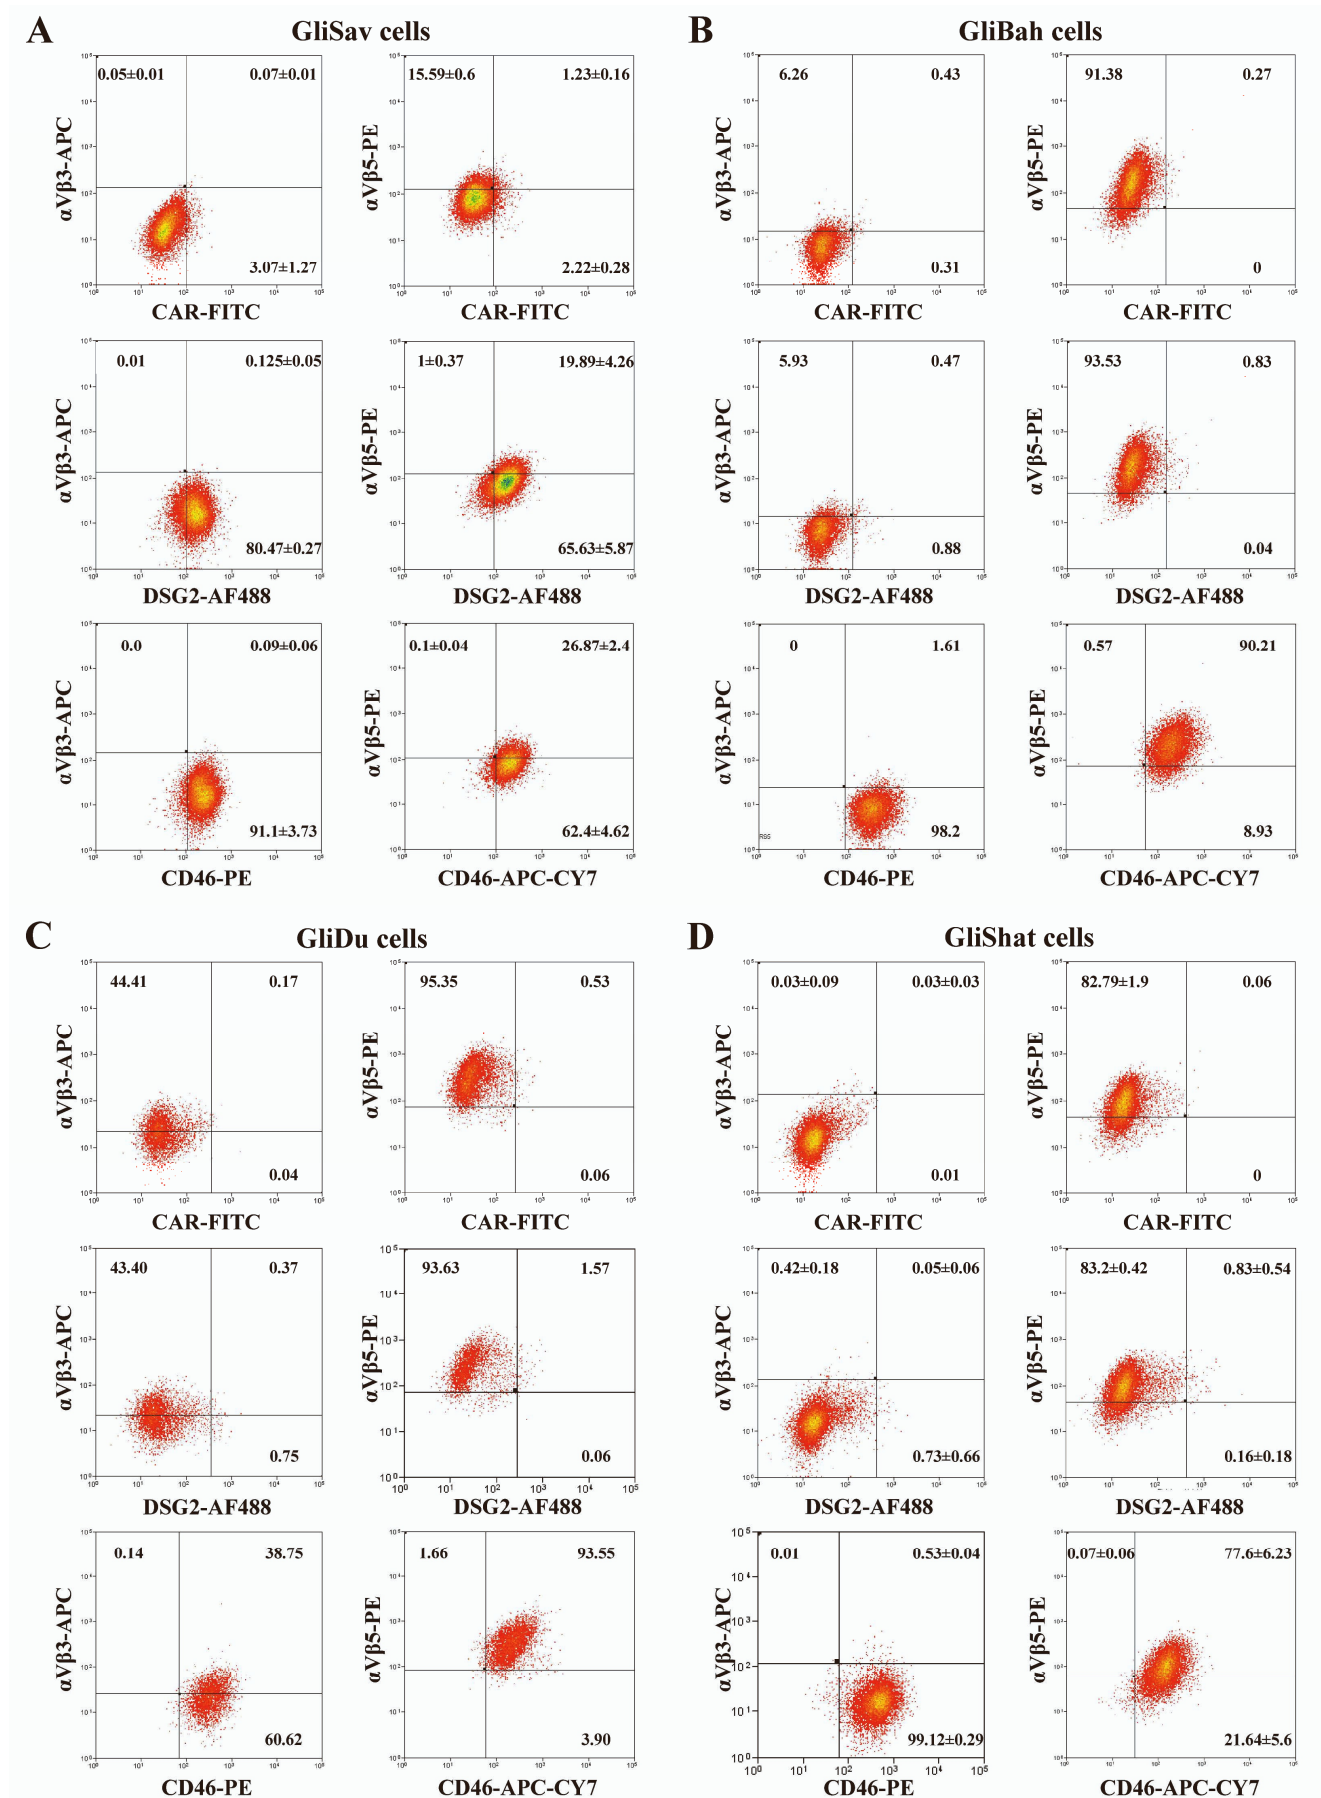 A
GliSav cells
0.05±0.01
0.07±0.01
3.07±1.27
αVβ3-APC
CAR-FITC
15.59±0.6
1.23±0.16
2.22±0.28
αVβ5-PE
CAR-FITC
0.01
0.125±0.05
80.47±0.27
αVβ3-APC
DSG2-AF488
1±0.37
19.89±4.26
65.63±5.87
αVβ5-PE
DSG2-AF488
0.0
0.09±0.06
91.1±3.73
αVβ3-APC
CD46-PE
0.1±0.04
26.87±2.4
62.4±4.62
αVβ5-PE
CD46-APC-CY7
B
GliBah cells
6.26
0.43
0.31
αVβ3-APC
CAR-FITC
91.38
0.27
0
αVβ5-PE
CAR-FITC
5.93
0.47
0.88
αVβ3-APC
DSG2-AF488
93.53
0.83
0.04
αVβ5-PE
DSG2-AF488
0
1.61
98.2
αVβ3-APC
CD46-PE
0.57
90.21
8.93
αVβ5-PE
CD46-APC-CY7
C
GliDu cells
44.41
0.17
0.04
αVβ3-APC
CAR-FITC
95.35
0.53
0.06
αVβ5-PE
CAR-FITC
43.40
0.37
0.75
αVβ3-APC
DSG2-AF488
93.63
1.57
0.06
αVβ5-PE
DSG2-AF488
0.14
38.75
60.62
αVβ3-APC
CD46-PE
1.66
93.55
3.90
αVβ5-PE
CD46-APC-CY7
D
GliShat cells
0.03±0.09
0.03±0.03
0.01
αVβ3-APC
CAR-FITC
82.79±1.9
0.06
0
αVβ5-PE
CAR-FITC
0.42±0.18
0.05±0.06
0.73±0.66
αVβ3-APC
DSG2-AF488
83.2±0.42
0.83±0.54
0.16±0.18
αVβ5-PE
DSG2-AF488
0.01
0.53±0.04
99.12±0.29
αVβ3-APC
CD46-PE
0.07±0.06
77.6±6.23
21.64±5.6
αVβ5-PE
CD46-APC-CY7